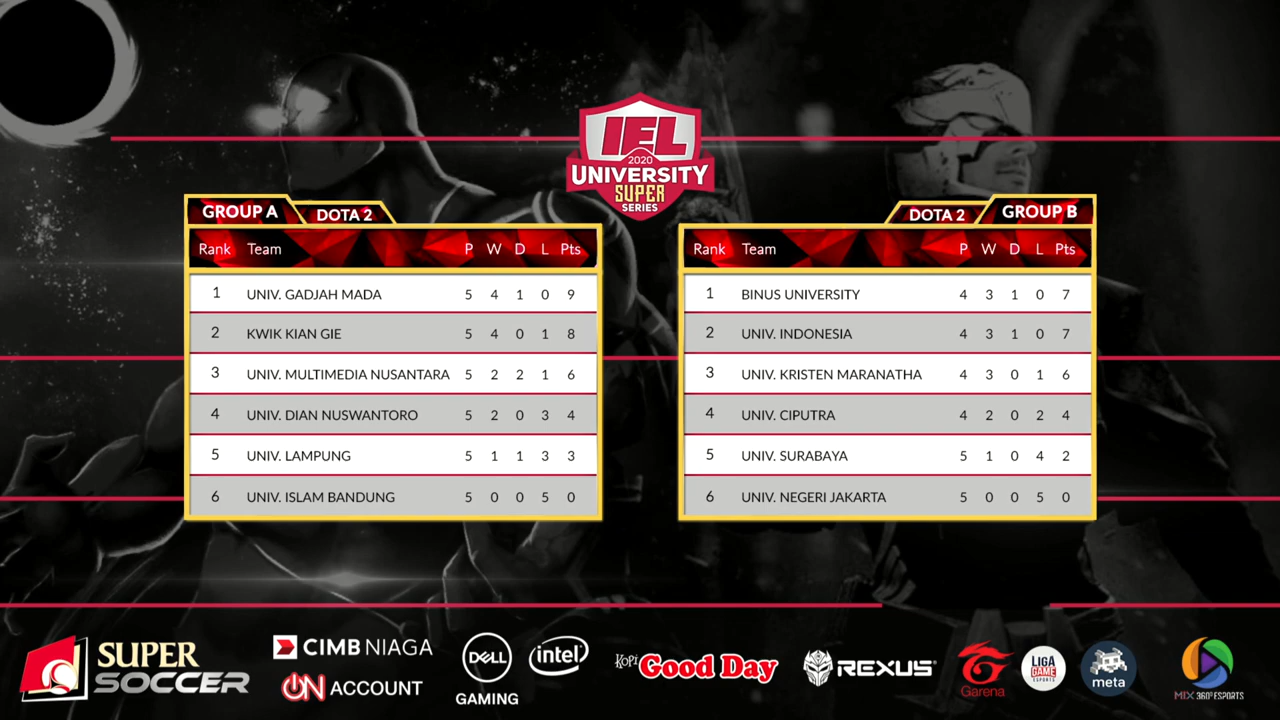 IEL
2020
UNIVERSITY
SUPER
SERIES
GROUP A DOTA 2
Rank Team P W D L Pts
1 UNIV. GADJAH MADA 5 4 1 0 9
2 KWIK KIAN GIE 5 4 0 1 8
3 UNIV. MULTIMEDIA NUSANTARA 5 2 2 1 6
4 UNIV. DIAN NUSWANTORO 5 2 0 3 4
5 UNIV. LAMPUNG 5 1 1 3 3
6 UNIV. ISLAM BANDUNG 5 0 0 5 0
DOTA 2 GROUP B
Rank Team P W D L Pts
1 BINUS UNIVERSITY 4 3 1 0 7
2 UNIV. INDONESIA 4 3 1 0 7
3 UNIV. KRISTEN MARANATHA 4 3 0 1 6
4 UNIV. CIPUTRA 4 2 0 2 4
5 UNIV. SURABAYA 5 1 0 4 2
6 UNIV. NEGERI JAKARTA 5 0 0 5 0
SUPER
SOCCER
CIMB NIAGA
ON ACCOUNT
DELL
GAMING
intel
KOPI Good Day
REXUS
Garena
LIGA
GAME
ESPORTS
meta
MIX 360° ESPORTS